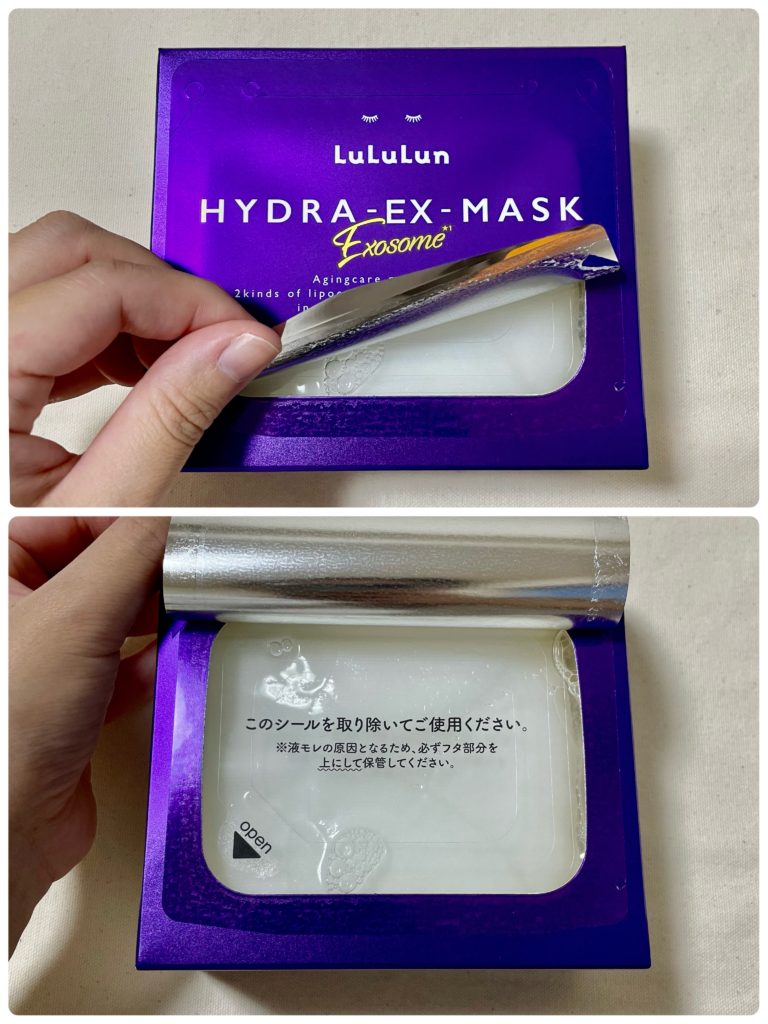 LuLuLun
HYDRA-EX-MASK
Exosome*1
Agingcare
2kinds of
in
このシールを取り除いてご使用ください。
※液モレの原因となるため、必ずフタ部分を
上にして保管してください。
open